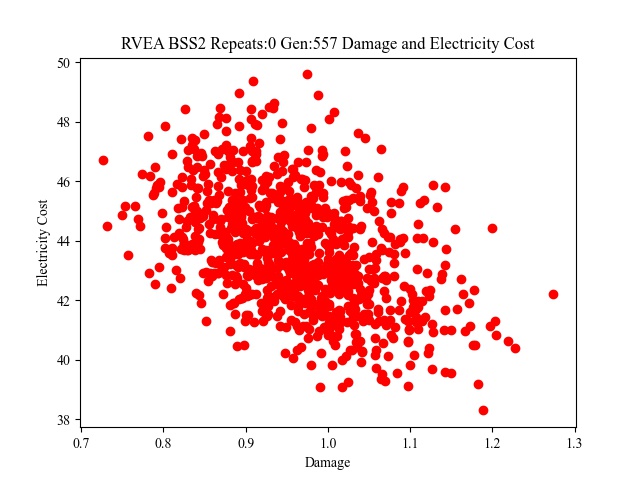 RVEA BSS2 Repeats:0 Gen:557 Damage and Electricity Cost
50
48
46
44
42
40
38
Electricity Cost
0.7 0.8 0.9 1.0 1.1 1.2 1.3
Damage